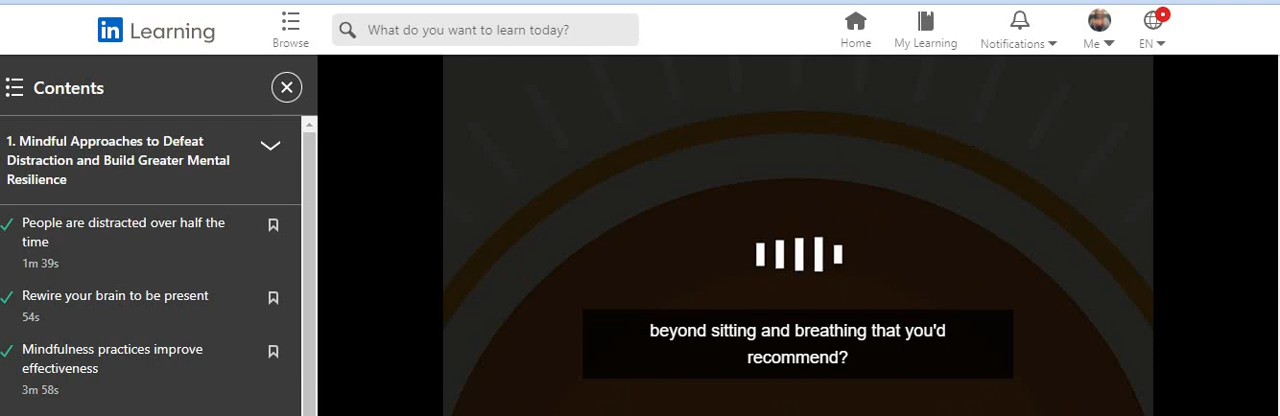 in Learning
Browse
What do you want to learn today?
Home
My Learning
Notifications
Me
EN
Contents
1. Mindful Approaches to Defeat
Distraction and Build Greater Mental
Resilience
People are distracted over half the
time
1m 39s
Rewire your brain to be present
54s
Mindfulness practices improve
effectiveness
3m 58s
beyond sitting and breathing that you'd
recommend?